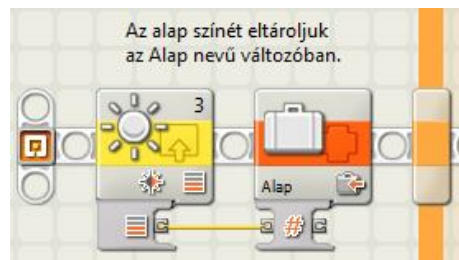 Az alap színét eltároljuk
az Alap nevű változóban.
3
Alap
#